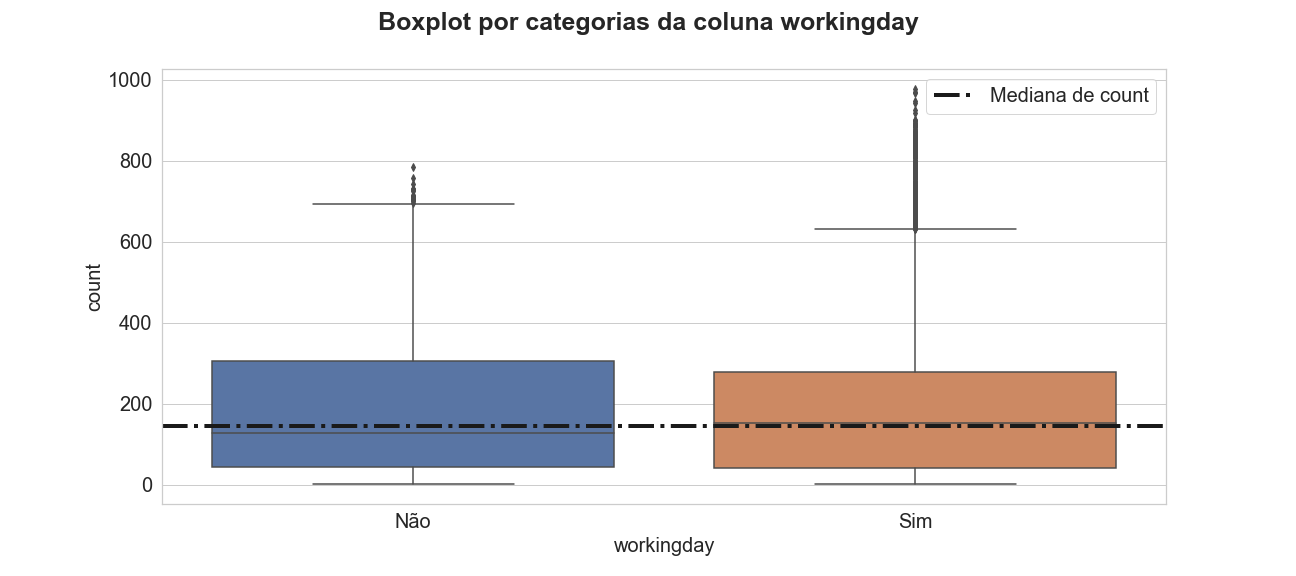 Boxplot por categorias da coluna workingday
1000
Mediana de count
800
600
count
400
200
0
Não
Sim
workingday